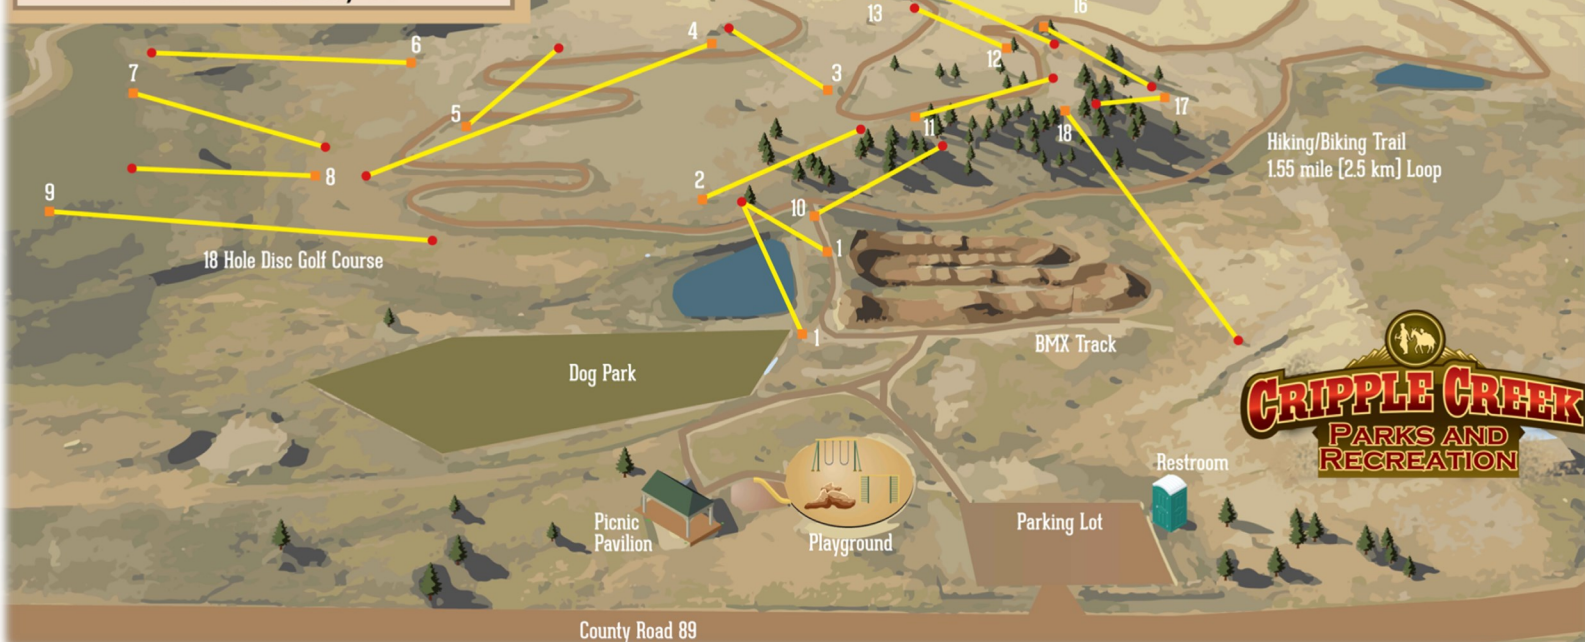 13
16
4
6
12
7
3
5
17
11
18
Hiking/Biking Trail
1.55 mile (2.5 km) Loop
8
2
9
10
1
18 Hole Disc Golf Course
1
BMX Track
Dog Park
CRIPPLE CREEK
PARKS AND
RECREATION
Restroom
Picnic
Pavilion
Playground
Parking Lot
County Road 89